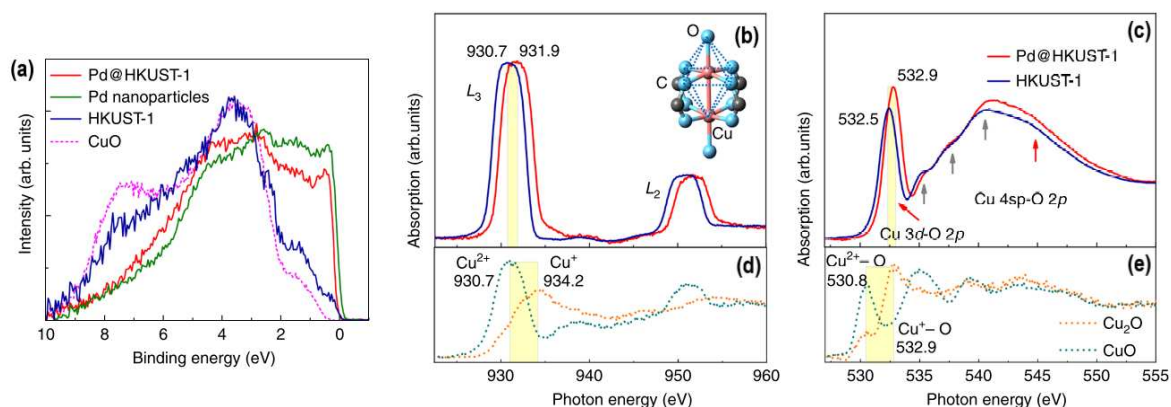 (a)
Pd@HKUST-1
Pd nanoparticles
HKUST-1
CuO
Intensity (arb.units)
10 8 6 4 2 0
Binding energy (eV)
(b)
930.7 931.9
L3
L2
O
C
Cu
Absorption (arb.units)
(d)
Cu2+
930.7
Cu+
934.2
930 940 950 960
Photon energy (eV)
(c)
Pd@HKUST-1
HKUST-1
532.9
532.5
Cu 4sp-O 2p
Cu 3d-O 2p
Absorption (arb.units)
(e)
Cu2+– O
530.8
Cu+– O
532.9
Cu2O
CuO
530 535 540 545 550 555
Photon energy (eV)